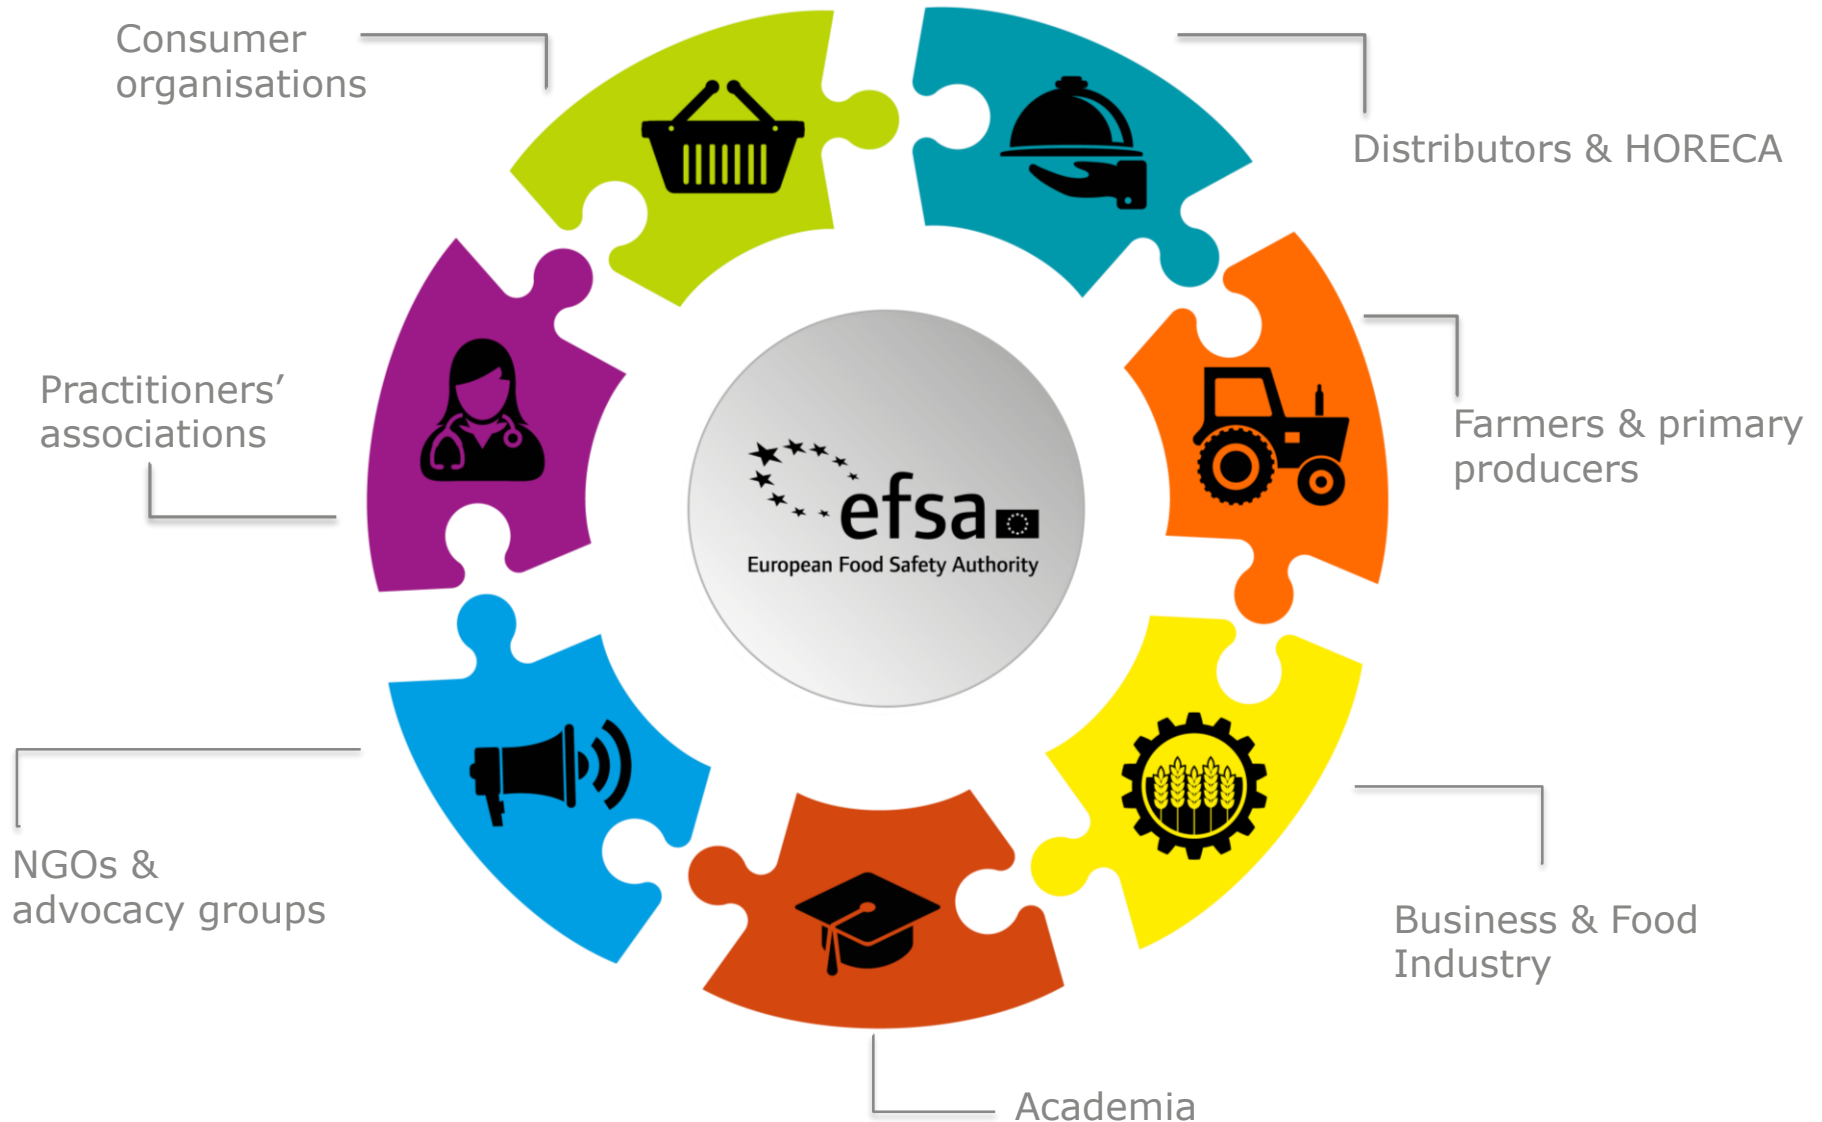 Consumer
organisations
Distributors & HORECA
Practitioners’
associations
Farmers & primary
producers
efsa
European Food Safety Authority
NGOs &
advocacy groups
Business & Food
Industry
Academia